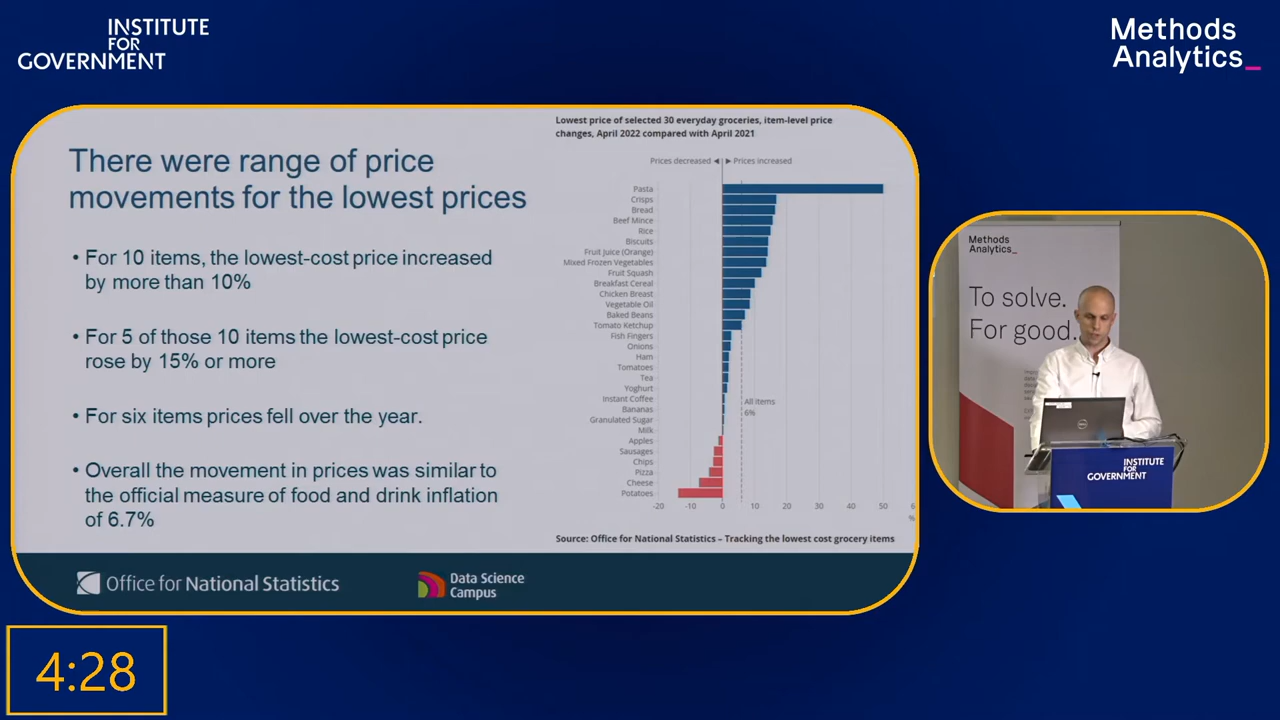 INSTITUTE
FOR
GOVERNMENT
Methods
Analytics_
There were range of price
movements for the lowest prices
• For 10 items, the lowest-cost price increased
by more than 10%
• For 5 of those 10 items the lowest-cost price
rose by 15% or more
• For six items prices fell over the year.
• Overall the movement in prices was similar to
the official measure of food and drink inflation
of 6.7%
Lowest price of selected 30 everyday groceries, item-level price
changes, April 2022 compared with April 2021
Prices decreased ◄ ► Prices increased
Pasta
Crisps
Bread
Beef Mince
Rice
Biscuits
Fruit Juice (Orange)
Mixed Frozen Vegetables
Fruit Squash
Breakfast Cereal
Chicken Breast
Vegetable Oil
Baked Beans
Tomato Ketchup
Fish Fingers
Onions
Ham
Tomatoes
Tea
Yoghurt
Instant Coffee
Bananas
Granulated Sugar
Milk
Apples
Sausages
Chips
Pizza
Cheese
Potatoes
All items
6%
-20 -10 0 10 20 30 40 50 6
%
Source: Office for National Statistics – Tracking the lowest cost grocery items
Office for National Statistics
Data Science
Campus
Methods
Analytics_
To solve.
For good.
DELL
INSTITUTE
FOR
GOVERNMENT
4:28